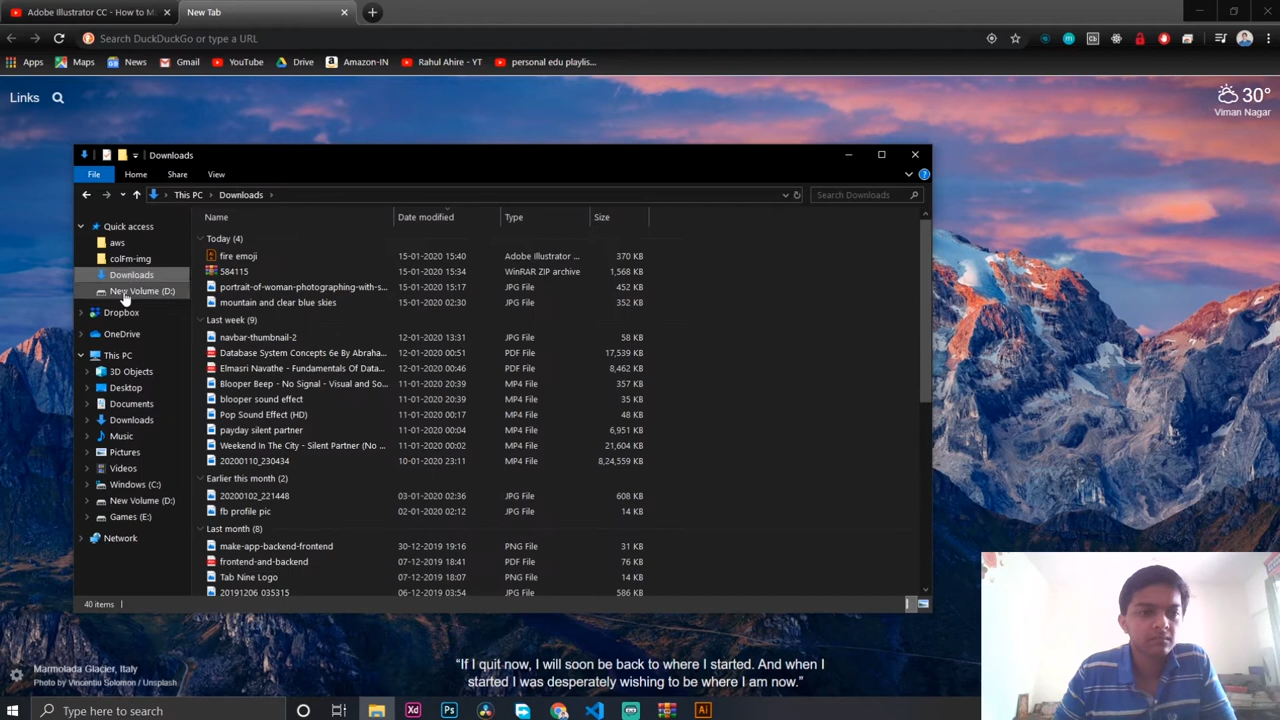 Adobe Illustrator CC - How to M
New Tab
Search DuckDuckGo or type a URL
Apps
Maps
News
Gmail
YouTube
Drive
Amazon-IN
Rahul Ahire - YT
personal edu playlis...
Links
30°
Viman Nagar
Downloads
File
Home
Share
View
This PC
Downloads
Search Downloads
Name
Date modified
Type
Size
Quick access
aws
colFm-img
Downloads
New Volume (D:)
Dropbox
OneDrive
This PC
3D Objects
Desktop
Documents
Downloads
Music
Pictures
Videos
Windows (C:)
New Volume (D:)
Games (E:)
Network
Today (4)
fire emoji 15-01-2020 15:40 Adobe Illustrator ... 370 KB
584115 15-01-2020 15:34 WinRAR ZIP archive 1,568 KB
portrait-of-woman-photographing-with-s... 15-01-2020 15:17 JPG File 452 KB
mountain and clear blue skies 15-01-2020 02:30 JPG File 352 KB
Last week (9)
navbar-thumbnail-2 12-01-2020 13:31 JPG File 58 KB
Database System Concepts 6e By Abraha... 12-01-2020 00:51 PDF File 17,539 KB
Elmasri Navathe - Fundamentals Of Data... 12-01-2020 00:46 PDF File 8,462 KB
Blooper Beep - No Signal - Visual and So... 11-01-2020 20:39 MP4 File 357 KB
blooper sound effect 11-01-2020 20:39 MP4 File 35 KB
Pop Sound Effect (HD) 11-01-2020 00:17 MP4 File 48 KB
payday silent partner 11-01-2020 00:04 MP4 File 6,951 KB
Weekend In The City - Silent Partner (No ... 11-01-2020 00:02 MP4 File 21,604 KB
20200110_230434 10-01-2020 23:11 MP4 File 8,24,559 KB
Earlier this month (2)
20200102_221448 03-01-2020 02:36 JPG File 608 KB
fb profile pic 02-01-2020 02:12 JPG File 14 KB
Last month (8)
make-app-backend-frontend 30-12-2019 19:16 PNG File 31 KB
frontend-and-backend 07-12-2019 18:41 PDF File 76 KB
Tab Nine Logo 07-12-2019 18:07 PNG File 14 KB
20191206_035315 06-12-2019 03:54 JPG File 586 KB
40 items
Marmolada Glacier, Italy
Photo by Vincentiu Solomon / Unsplash
“If I quit now, I will soon be back to where I started. And when I
started I was desperately wishing to be where I am now.”
Type here to search
Xd
Ps
Ai